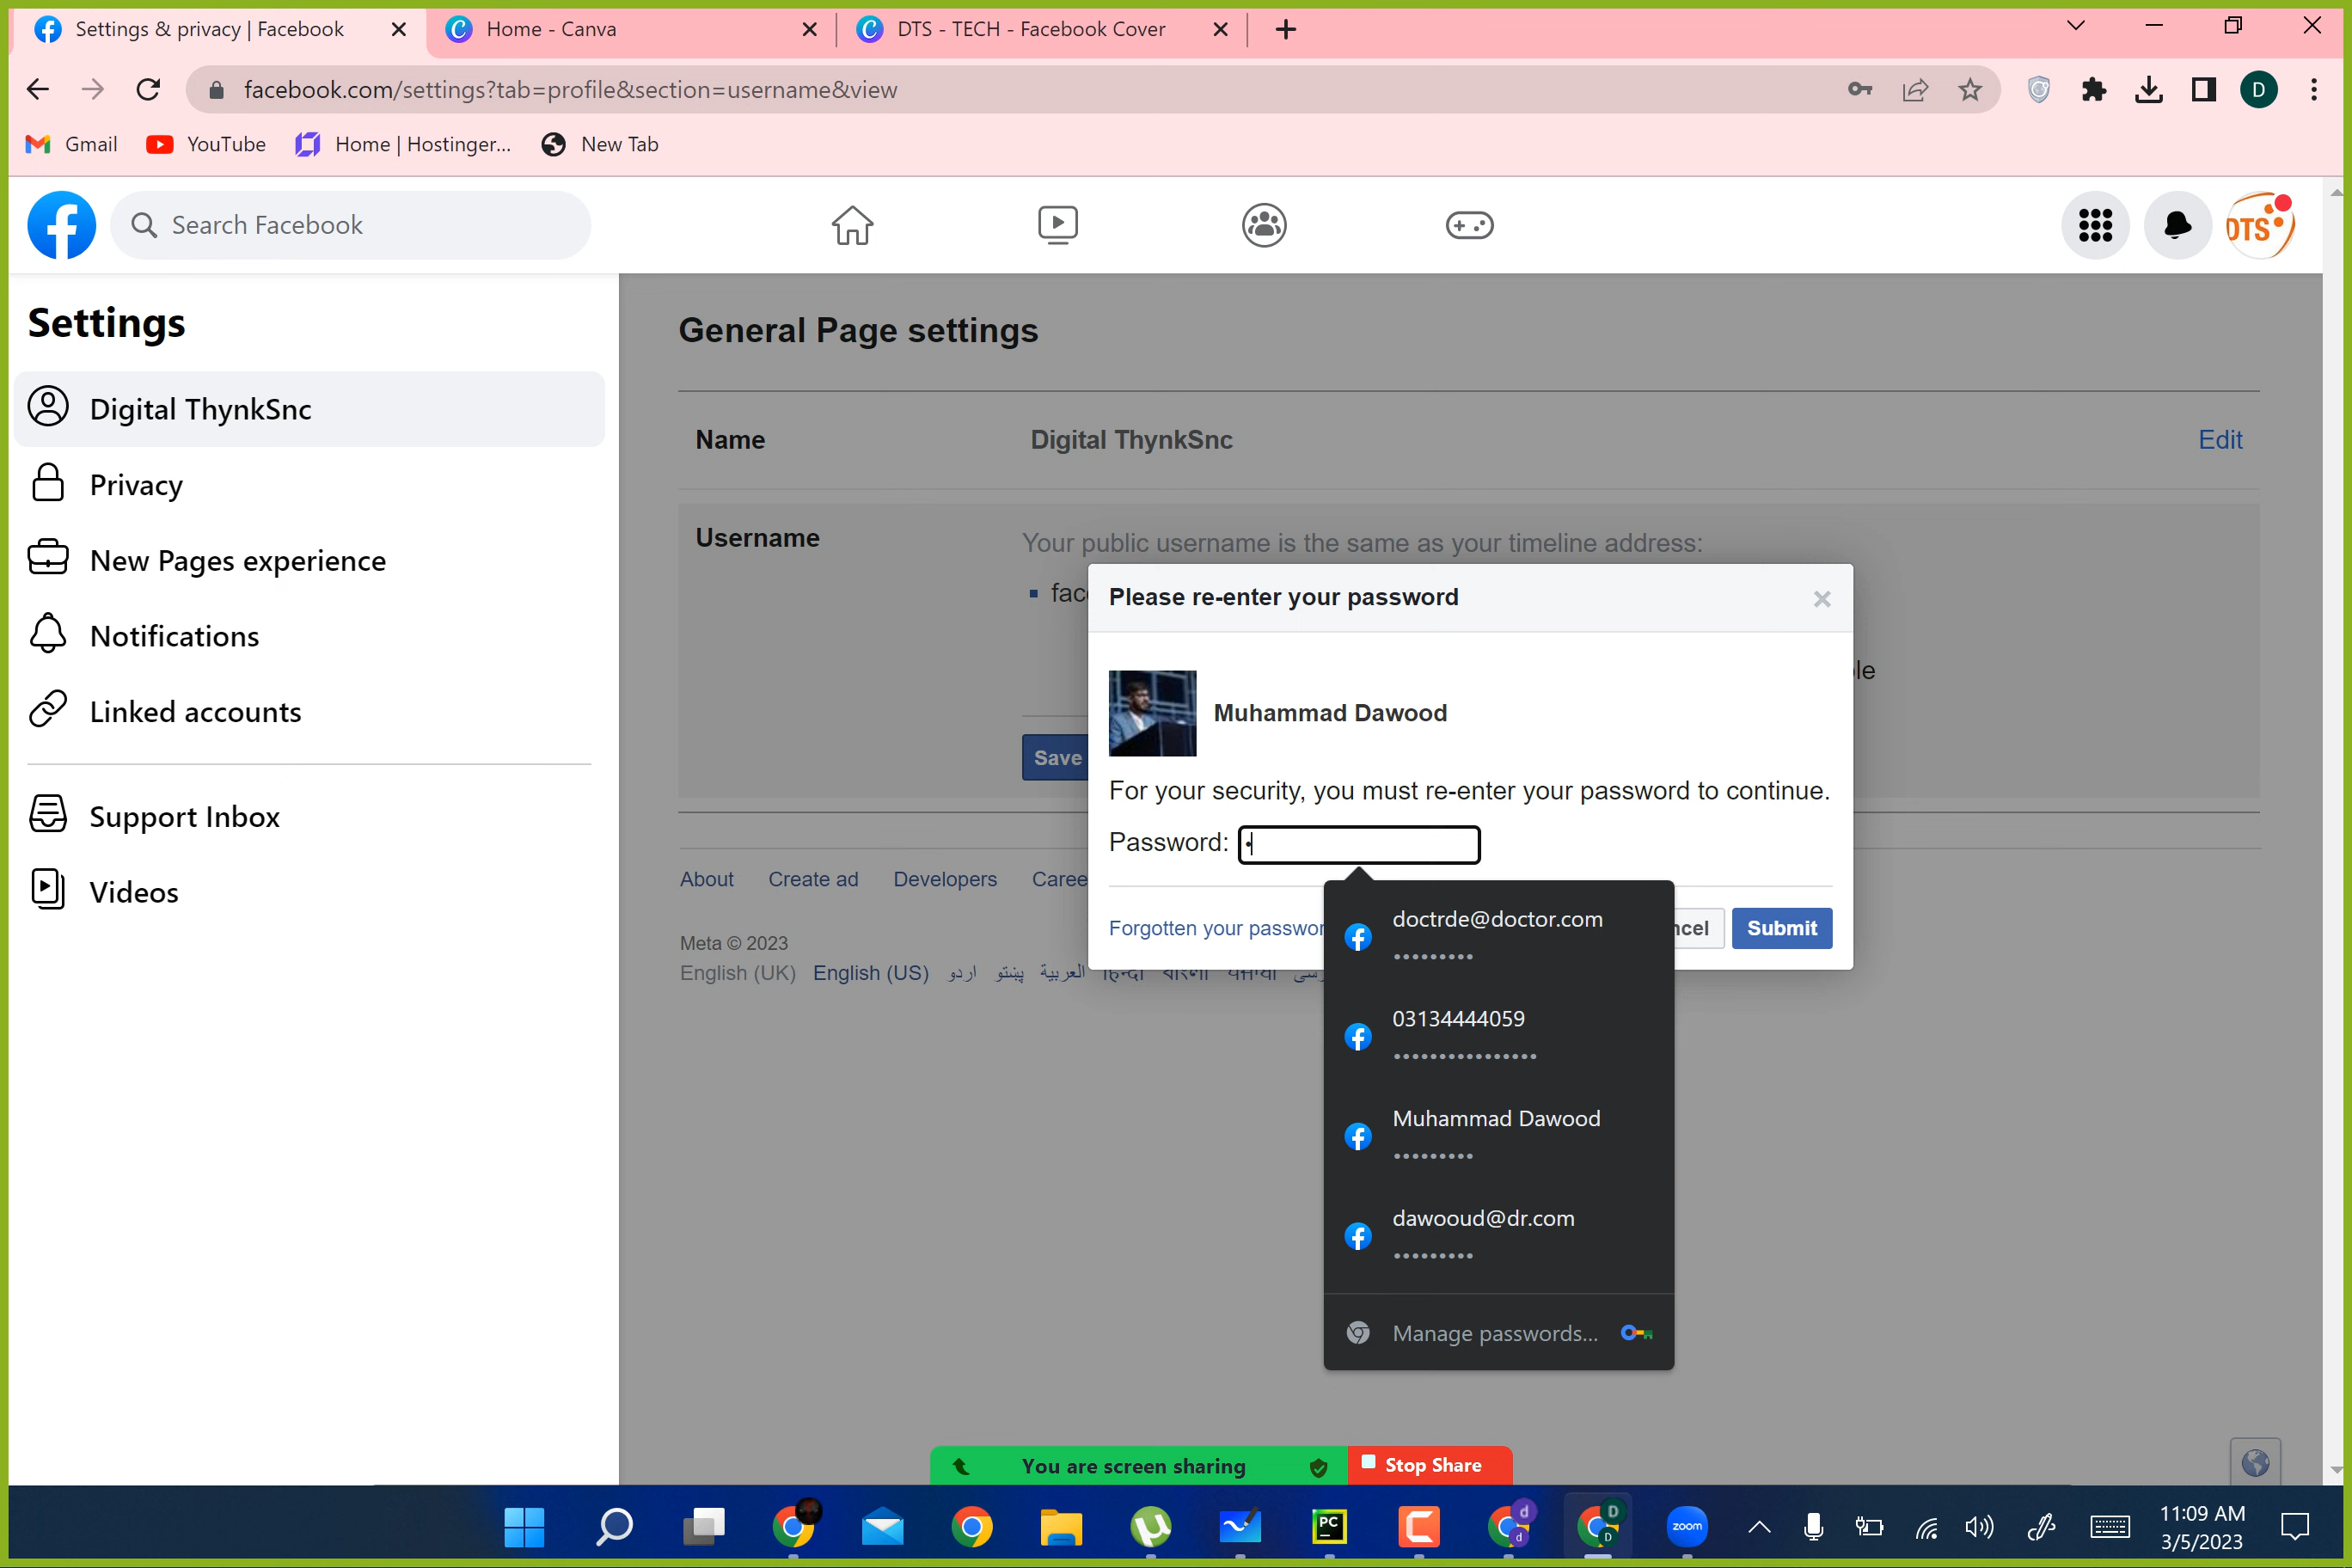 Settings & privacy | Facebook
Home - Canva
DTS - TECH - Facebook Cover
facebook.com/settings?tab=profile&section=username&view
D
Gmail
YouTube
Home | Hostinger...
New Tab
Search Facebook
DTS
Settings
Digital ThynkSnc
Privacy
New Pages experience
Notifications
Linked accounts
Support Inbox
Videos
General Page settings
Name
Digital ThynkSnc
Edit
Username
Your public username is the same as your timeline address:
Save
Please re-enter your password
Muhammad Dawood
For your security, you must re-enter your password to continue.
Password:
Submit
doctrde@doctor.com
•••••••••
03134444059
••••••••••••••••
Muhammad Dawood
•••••••••
dawooud@dr.com
•••••••••
Manage passwords...
About Create ad Developers
Meta © 2023
English (UK) English (US) اردو پښتو العربية
You are screen sharing
Stop Share
PC
d
d
D
D
zoom
11:09 AM
3/5/2023